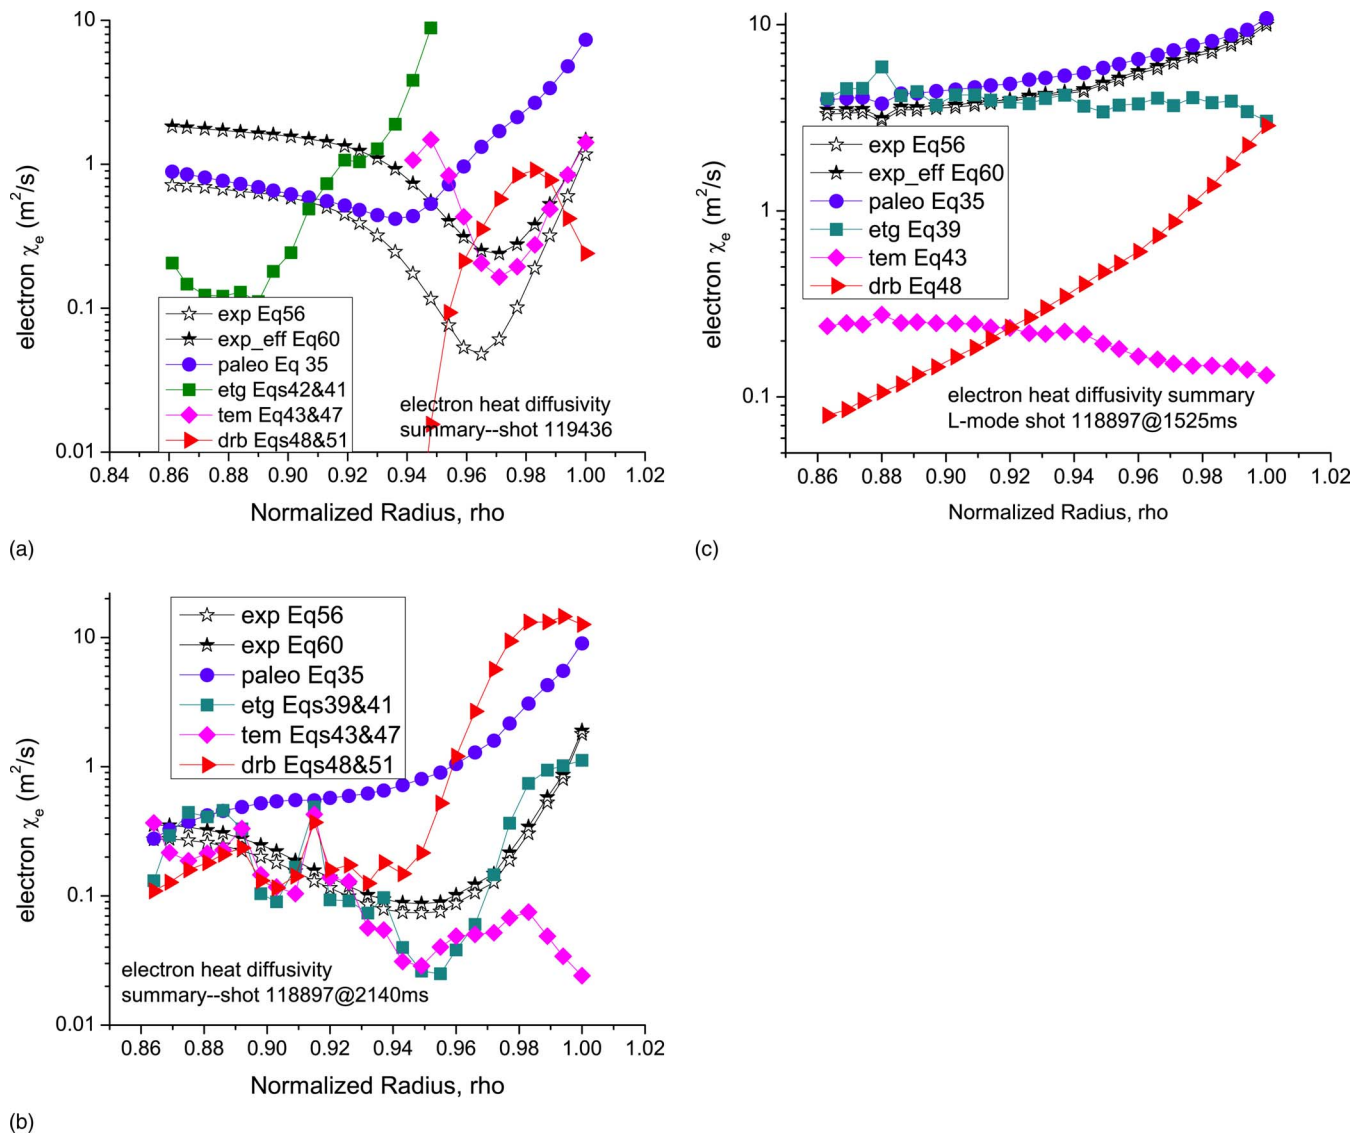 10
1
0.1
0.01
electron χe (m²/s)
exp Eq56
exp_eff Eq60
paleo Eq 35
etg Eqs42&41
tem Eq43&47
drb Eqs48&51
electron heat diffusivity
summary--shot 119436
0.84 0.86 0.88 0.90 0.92 0.94 0.96 0.98 1.00 1.02
Normalized Radius, rho
(a)
10
1
0.1
electron χe (m²/s)
exp Eq56
exp_eff Eq60
paleo Eq35
etg Eq39
tem Eq43
drb Eq48
electron heat diffusivity summary
L-mode shot 118897@1525ms
0.86 0.88 0.90 0.92 0.94 0.96 0.98 1.00 1.02
Normalized Radius, rho
(c)
10
1
0.1
0.01
electron χe (m²/s)
exp Eq56
exp Eq60
paleo Eq35
etg Eqs39&41
tem Eqs43&47
drb Eqs48&51
electron heat diffusivity
summary--shot 118897@2140ms
0.86 0.88 0.90 0.92 0.94 0.96 0.98 1.00 1.02
Normalized Radius, rho
(b)